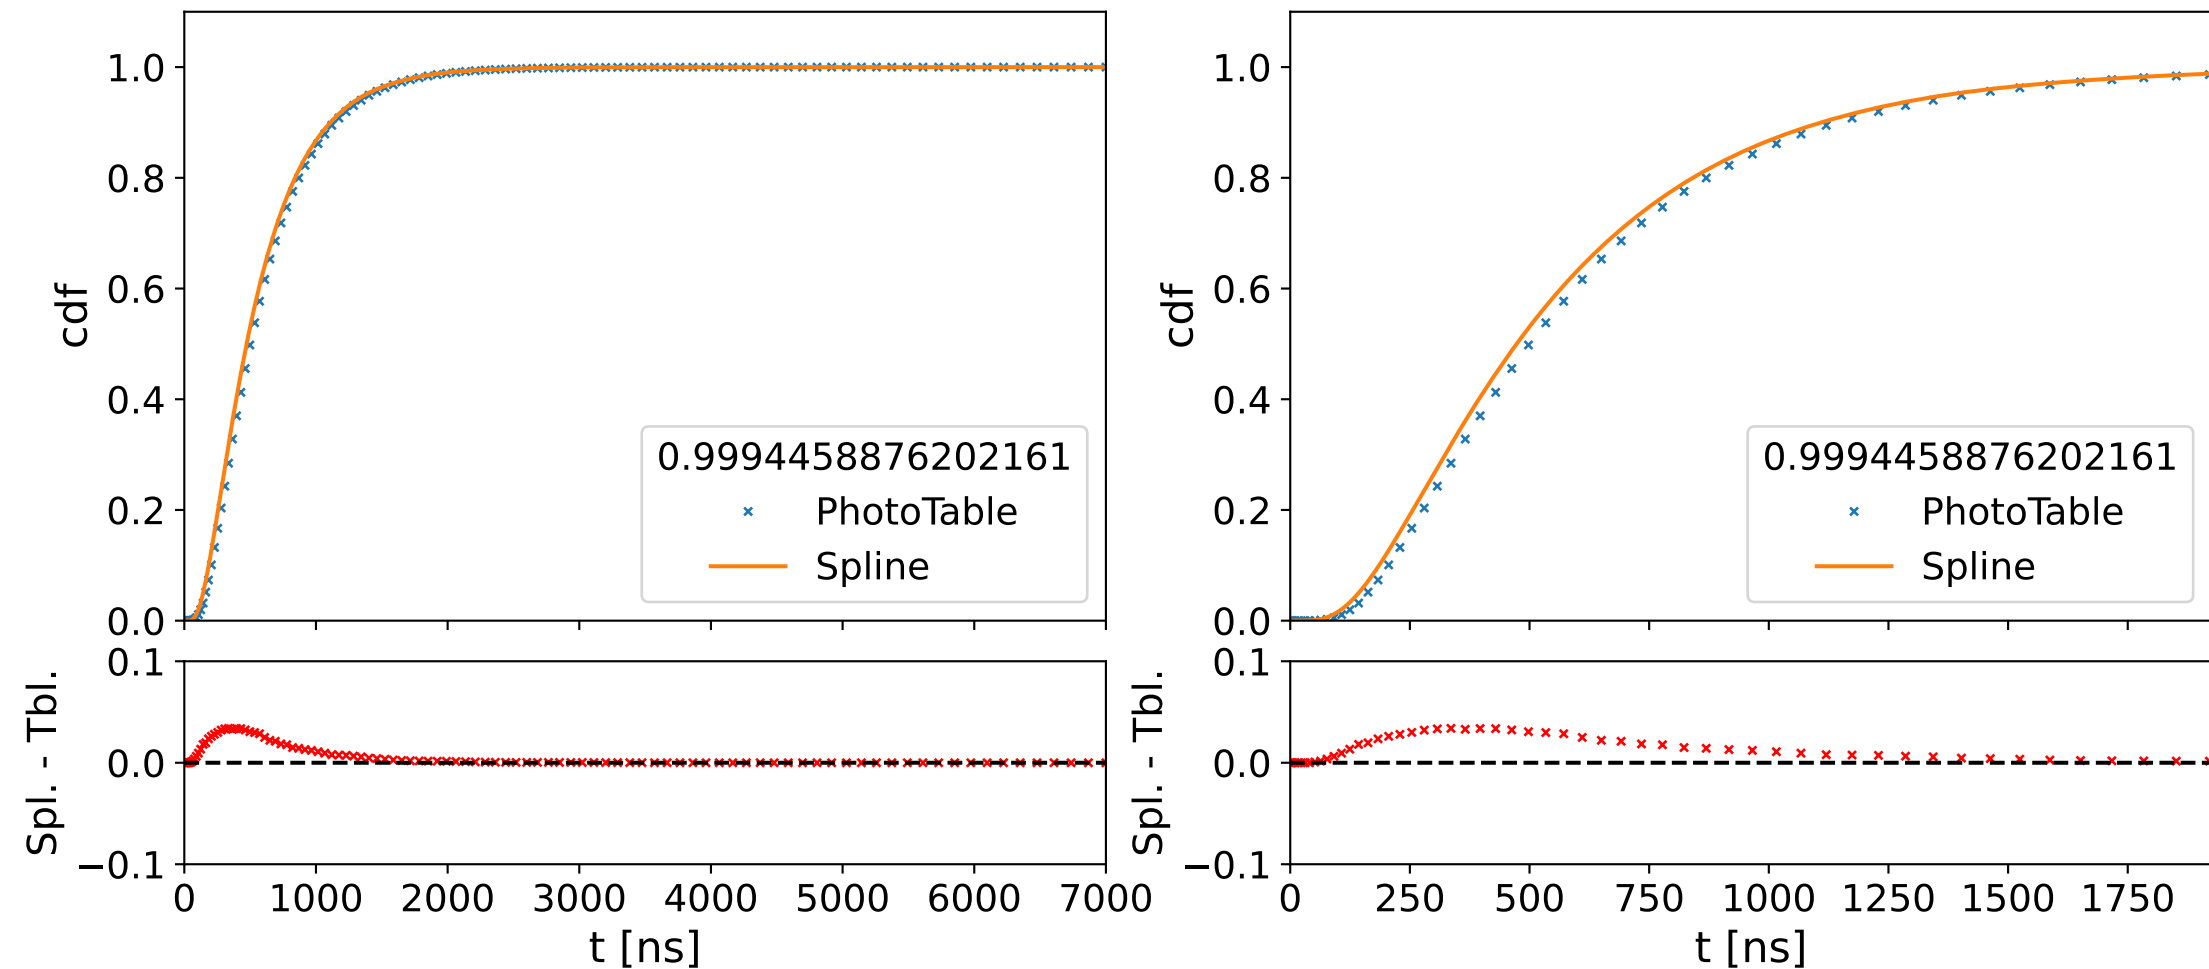 cdf
1.0
0.8
0.6
0.4
0.2
0.0
0.9994458876202161
PhotoTable
Spline
Spl. - Tbl.
0.1
0.0
−0.1
0 1000 2000 3000 4000 5000 6000 7000
t [ns]
cdf
1.0
0.8
0.6
0.4
0.2
0.0
0.9994458876202161
PhotoTable
Spline
Spl. - Tbl.
0.1
0.0
−0.1
0 250 500 750 1000 1250 1500 1750
t [ns]